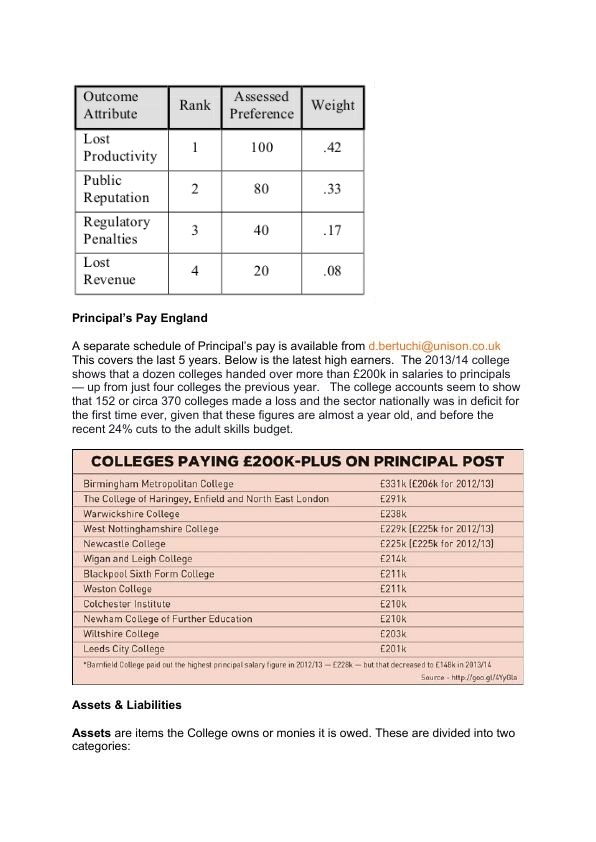 Outcome Attribute Rank Assessed Preference Weight
Lost Productivity 1 100 .42
Public Reputation 2 80 .33
Regulatory Penalties 3 40 .17
Lost Revenue 4 20 .08
Principal's Pay England
A separate schedule of Principal's pay is available from d.bertuchi@unison.co.uk
This covers the last 5 years. Below is the latest high earners.  The 2013/14 college
shows that a dozen colleges handed over more than £200k in salaries to principals
— up from just four colleges the previous year.   The college accounts seem to show
that 152 or circa 370 colleges made a loss and the sector nationally was in deficit for
the first time ever, given that these figures are almost a year old, and before the
recent 24% cuts to the adult skills budget.
COLLEGES PAYING £200K-PLUS ON PRINCIPAL POST
Birmingham Metropolitan College £331k (£206k for 2012/13)
The College of Haringey, Enfield and North East London £291k
Warwickshire College £238k
West Nottinghamshire College £229k (£225k for 2012/13)
Newcastle College £225k (£225k for 2012/13)
Wigan and Leigh College £214k
Blackpool Sixth Form College £211k
Weston College £211k
Colchester Institute £210k
Newham College of Further Education £210k
Wiltshire College £203k
Leeds City College £201k
*Barnfield College paid out the highest principal salary figure in 2012/13 — £228k — but that decreased to £148k in 2013/14
Source - http://goo.gl/4YyGla
Assets & Liabilities
Assets are items the College owns or monies it is owed. These are divided into two
categories: